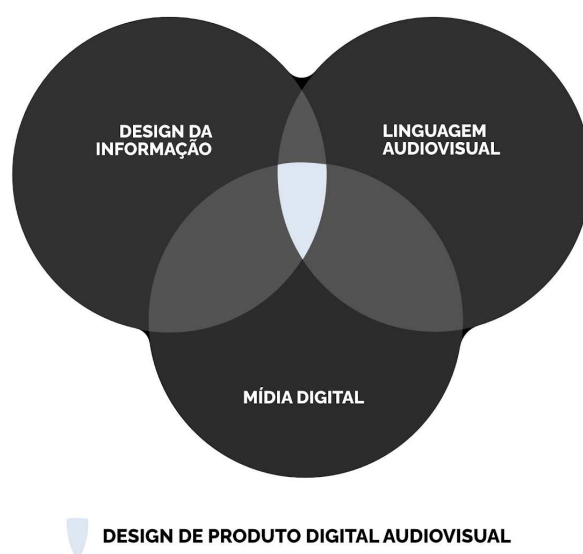 DESIGN DA
INFORMAÇÃO
LINGUAGEM
AUDIOVISUAL
MÍDIA DIGITAL
DESIGN DE PRODUTO DIGITAL AUDIOVISUAL